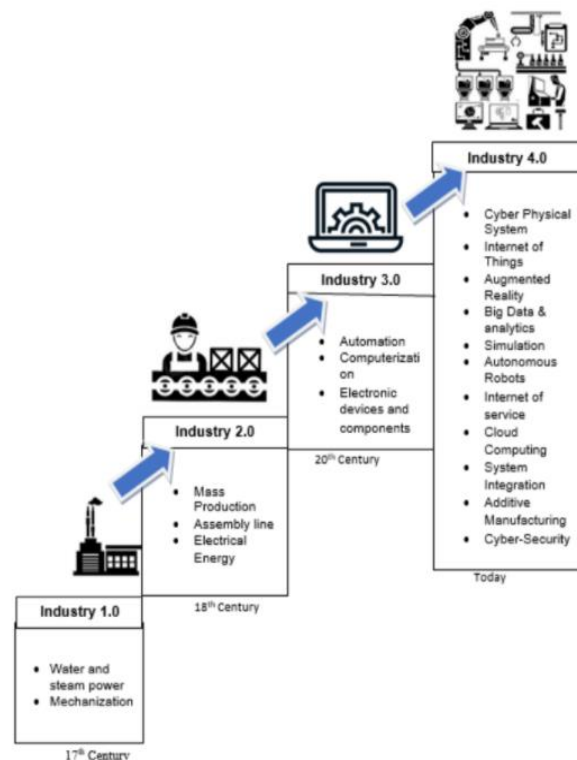 Industry 4.0
Cyber Physical
System
Internet of
Things
Augmented
Reality
Big Data &
analytics
Simulation
Autonomous
Robots
Internet of
service
Cloud
Computing
System
Integration
Additive
Manufacturing
Cyber-Security
Today
Industry 3.0
Automation
Computerizati
on
Electronic
devices and
components
20th Century
Industry 2.0
Mass
Production
Assembly line
Electrical
Energy
18th Century
Industry 1.0
Water and
steam power
Mechanization
17th Century